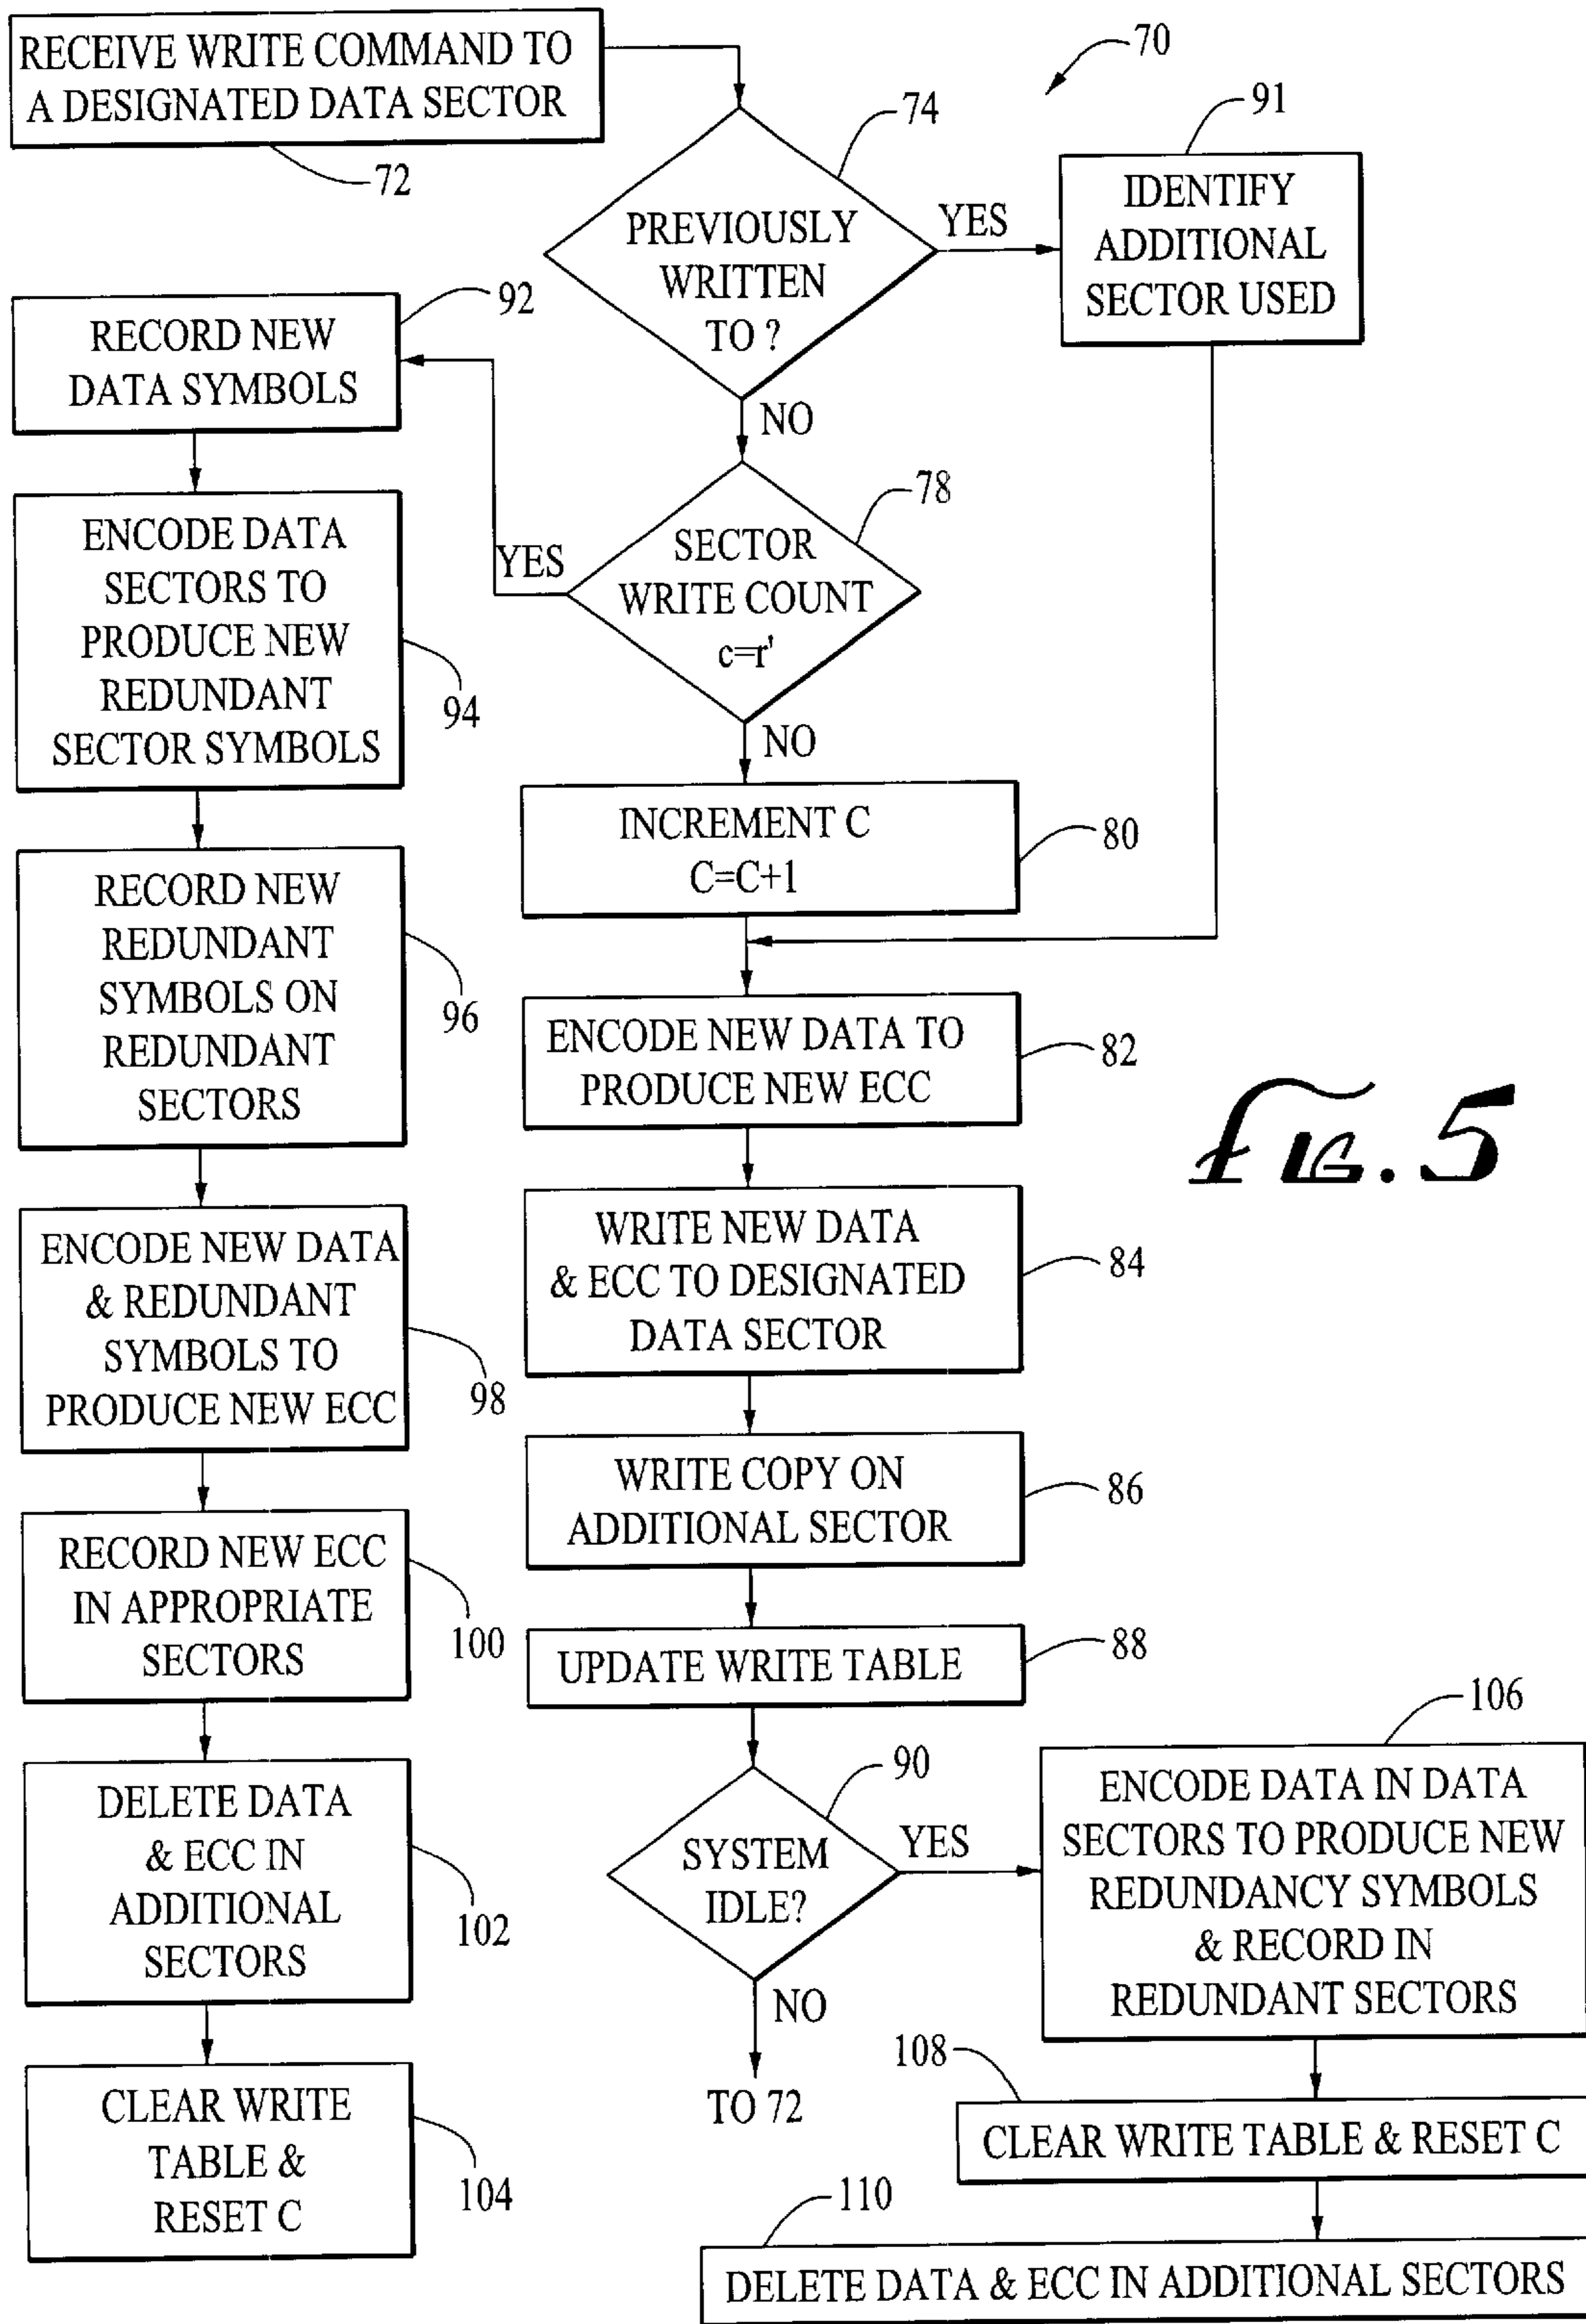 RECEIVE WRITE COMMAND TO
A DESIGNATED DATA SECTOR
72
70
74
PREVIOUSLY
WRITTEN
TO ?
YES
NO
91
IDENTIFY
ADDITIONAL
SECTOR USED
78
SECTOR
WRITE COUNT
c=r'
YES
NO
INCREMENT C
C=C+1
80
ENCODE NEW DATA TO
PRODUCE NEW ECC
82
WRITE NEW DATA
& ECC TO DESIGNATED
DATA SECTOR
84
WRITE COPY ON
ADDITIONAL SECTOR
86
UPDATE WRITE TABLE
88
90
SYSTEM
IDLE?
YES
NO
TO 72
92
RECORD NEW
DATA SYMBOLS
ENCODE DATA
SECTORS TO
PRODUCE NEW
REDUNDANT
SECTOR SYMBOLS
94
RECORD NEW
REDUNDANT
SYMBOLS ON
REDUNDANT
SECTORS
96
ENCODE NEW DATA
& REDUNDANT
SYMBOLS TO
PRODUCE NEW ECC
98
RECORD NEW ECC
IN APPROPRIATE
SECTORS
100
DELETE DATA
& ECC IN
ADDITIONAL
SECTORS
102
CLEAR WRITE
TABLE &
RESET C
104
106
ENCODE DATA IN DATA
SECTORS TO PRODUCE NEW
REDUNDANCY SYMBOLS
& RECORD IN
REDUNDANT SECTORS
108
CLEAR WRITE TABLE & RESET C
110
DELETE DATA & ECC IN ADDITIONAL SECTORS
FIG. 5